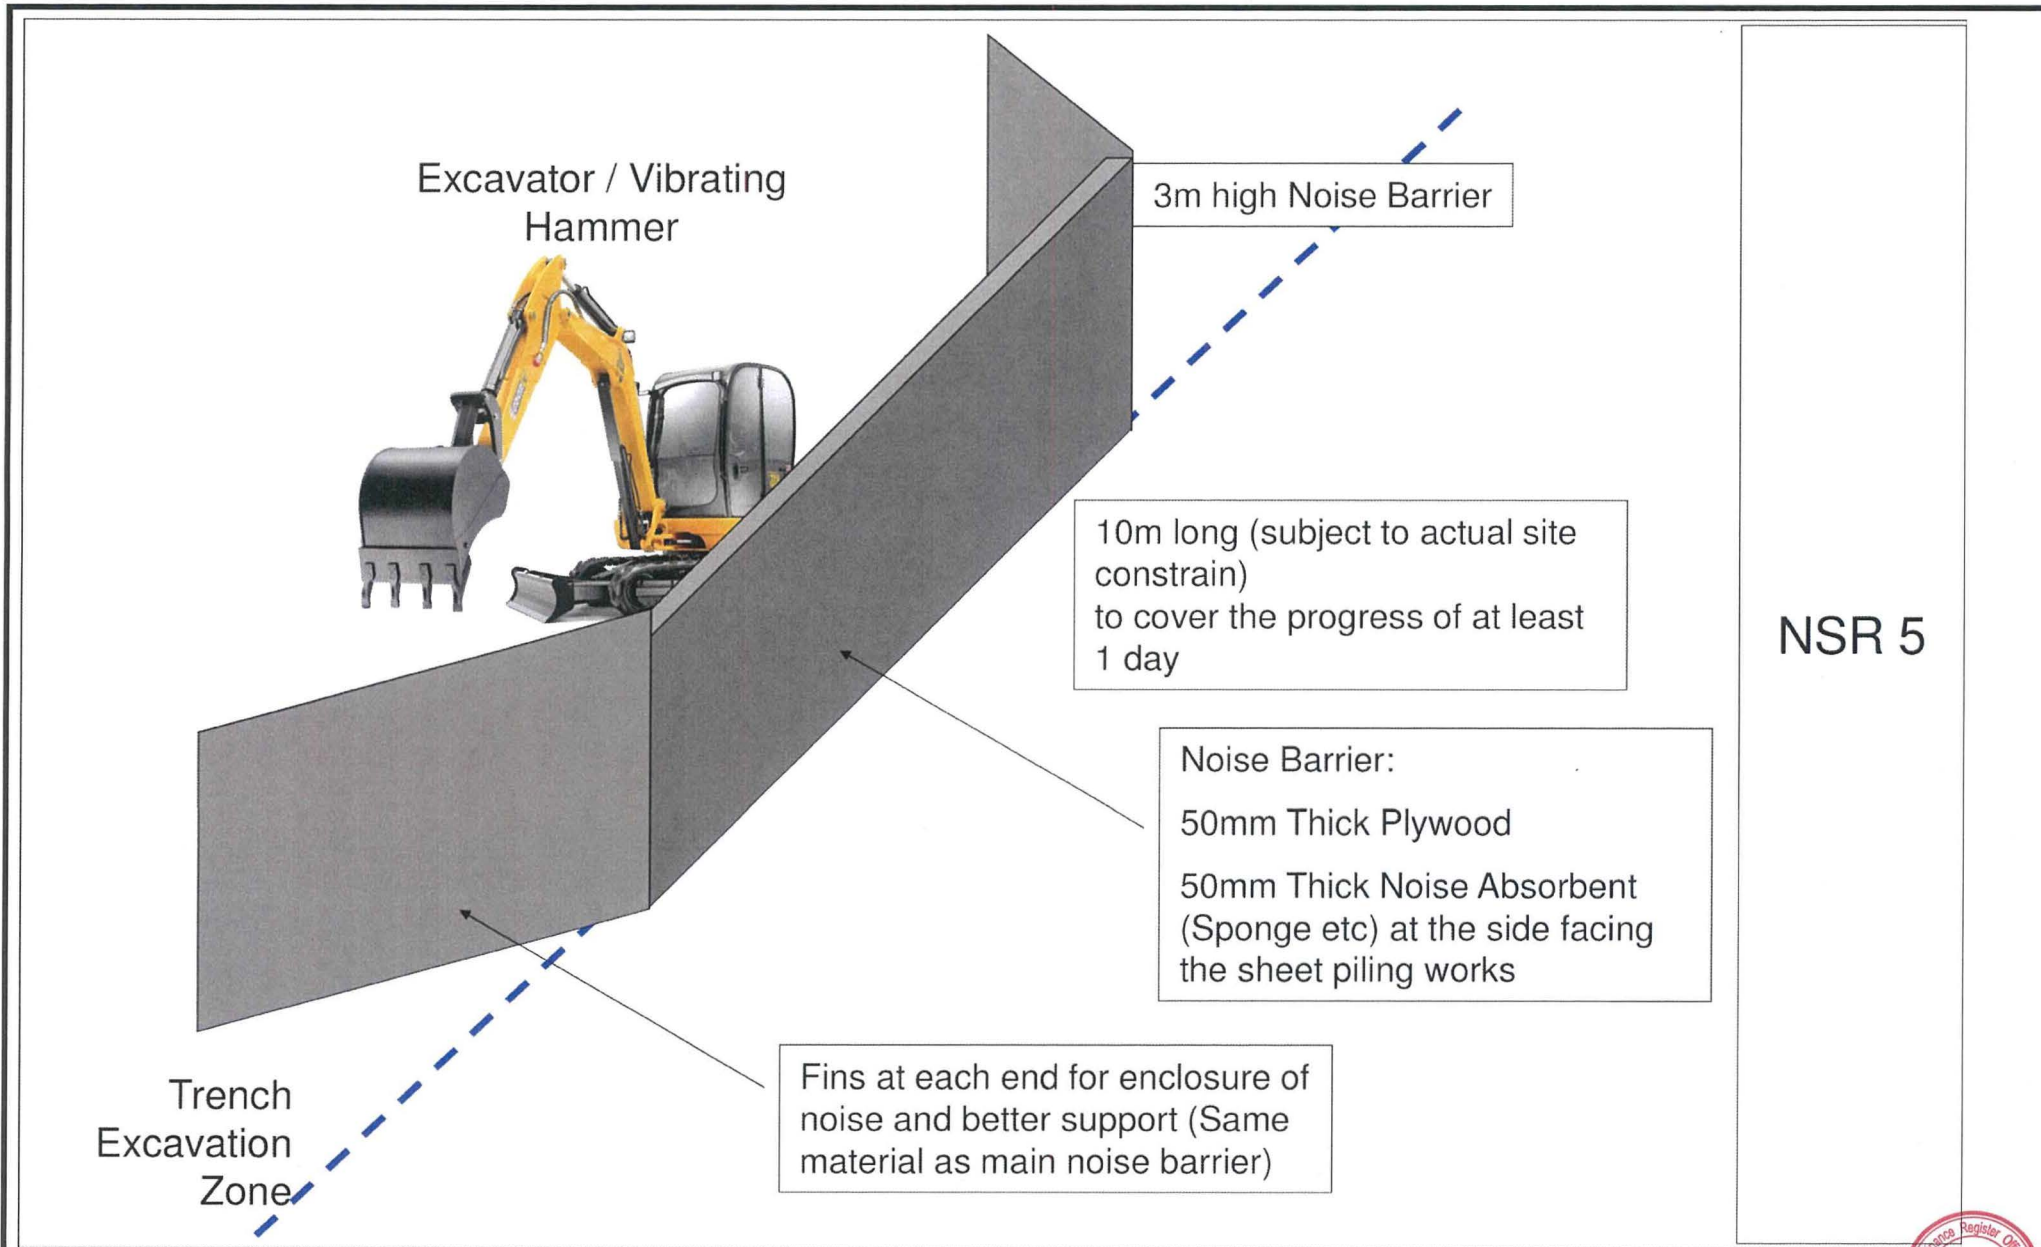 Excavator / Vibrating
Hammer
3m high Noise Barrier
10m long (subject to actual site
constrain)
to cover the progress of at least
1 day
NSR 5
Noise Barrier:
50mm Thick Plywood
50mm Thick Noise Absorbent
(Sponge etc) at the side facing
the sheet piling works
Fins at each end for enclosure of
noise and better support (Same
material as main noise barrier)
Trench
Excavation
Zone
Register